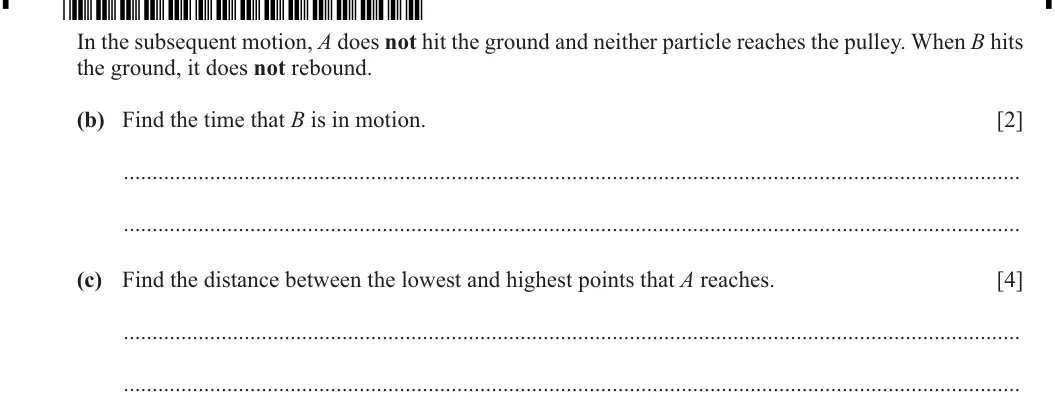 In the subsequent motion, A does not hit the ground and neither particle reaches the pulley. When B hits
the ground, it does not rebound.
(b) Find the time that B is in motion. [2]
................................................................................................................................................................
................................................................................................................................................................
(c) Find the distance between the lowest and highest points that A reaches. [4]
................................................................................................................................................................
................................................................................................................................................................